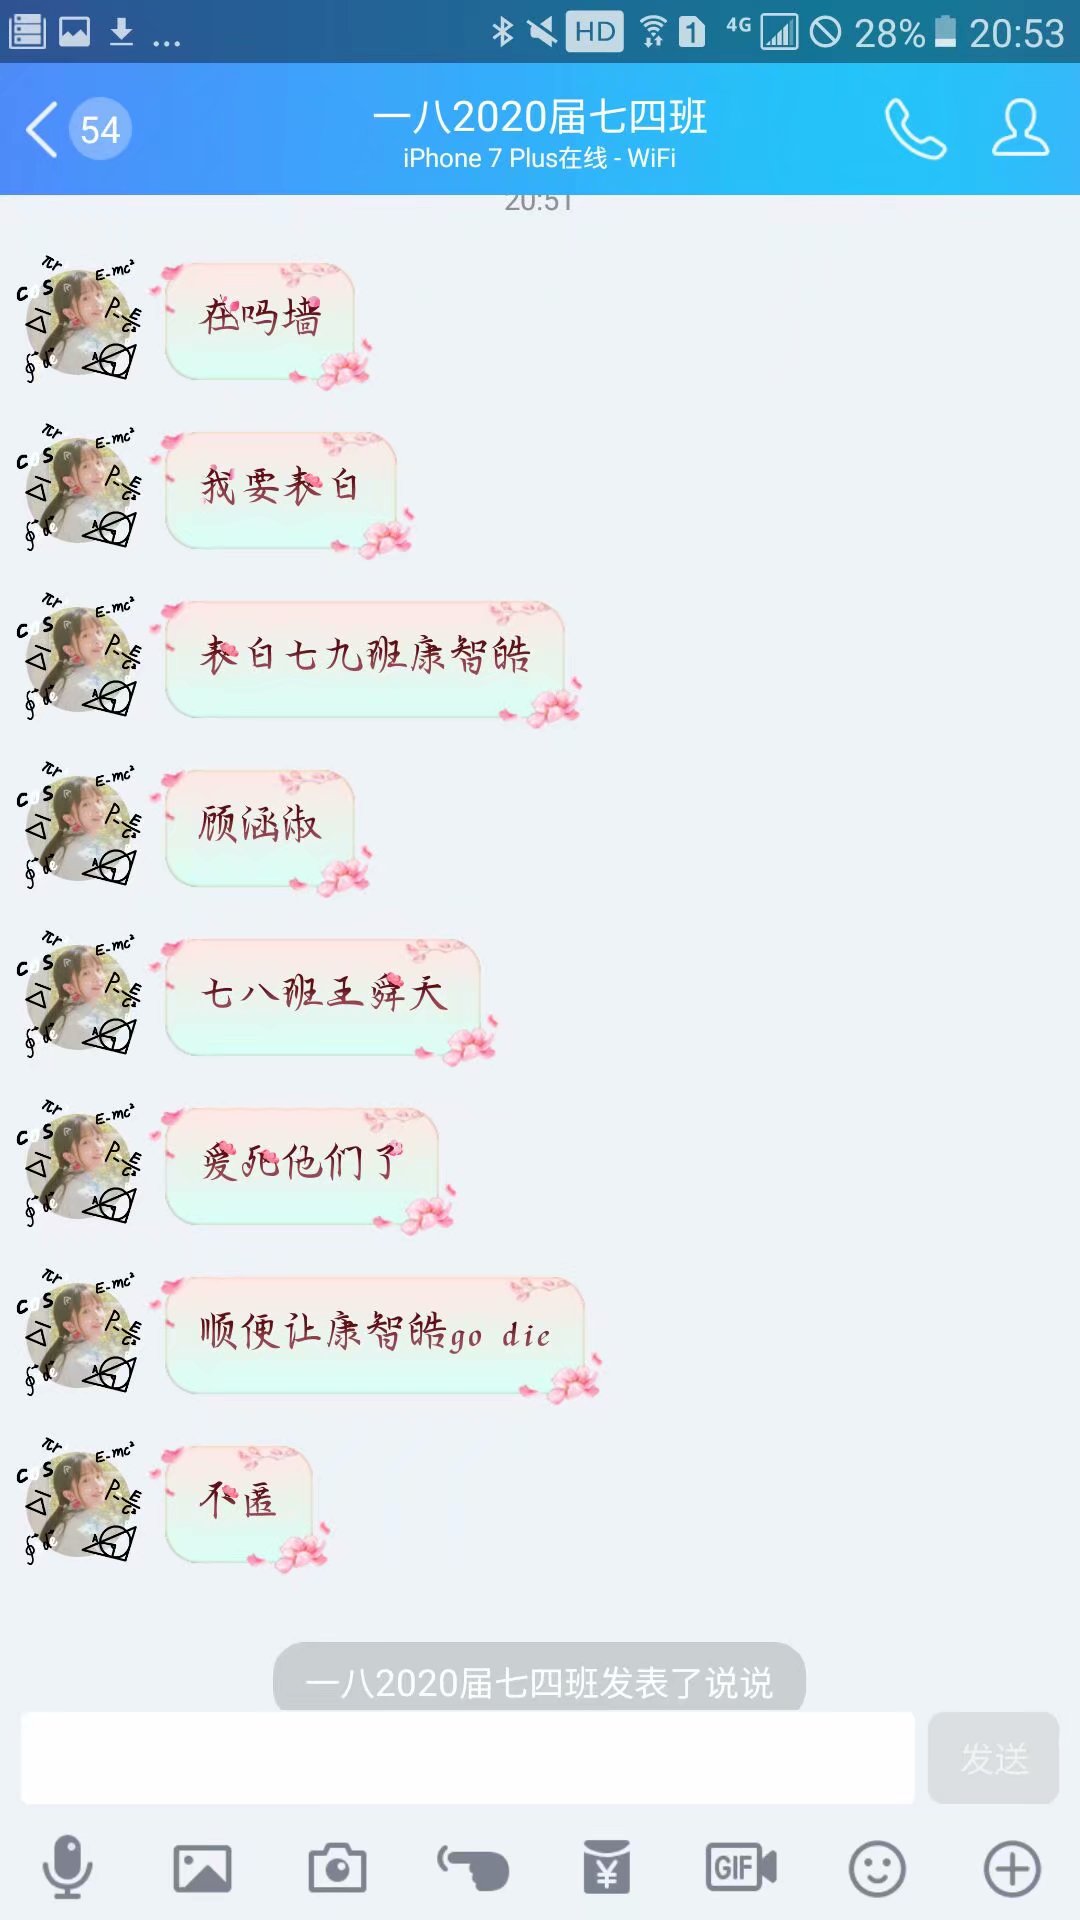 HD 1 4G 28% 20:53
54
一八2020届七四班
iPhone 7 Plus在线 - WiFi
20:51
在吗墙
我要表白
表白七九班康智皓
顾涵淑
七八班王舜天
爱死他们了
顺便让康智皓go die
不匿
一八2020届七四班发表了说说
发送
GIF